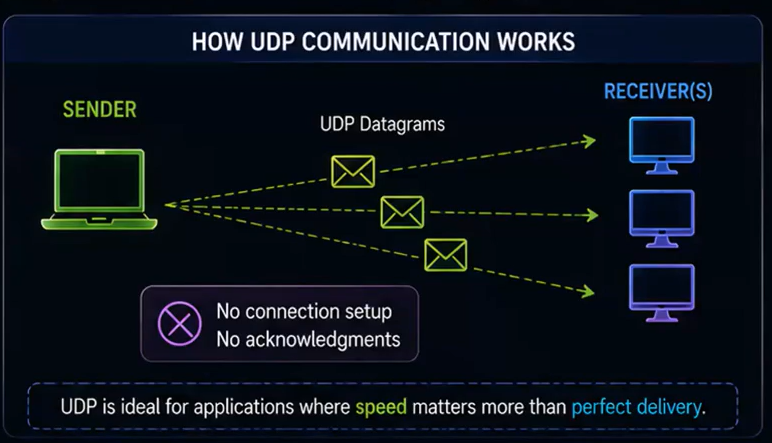 HOW UDP COMMUNICATION WORKS
SENDER
RECEIVER(S)
UDP Datagrams
No connection setup
No acknowledgments
UDP is ideal for applications where speed matters more than perfect delivery.